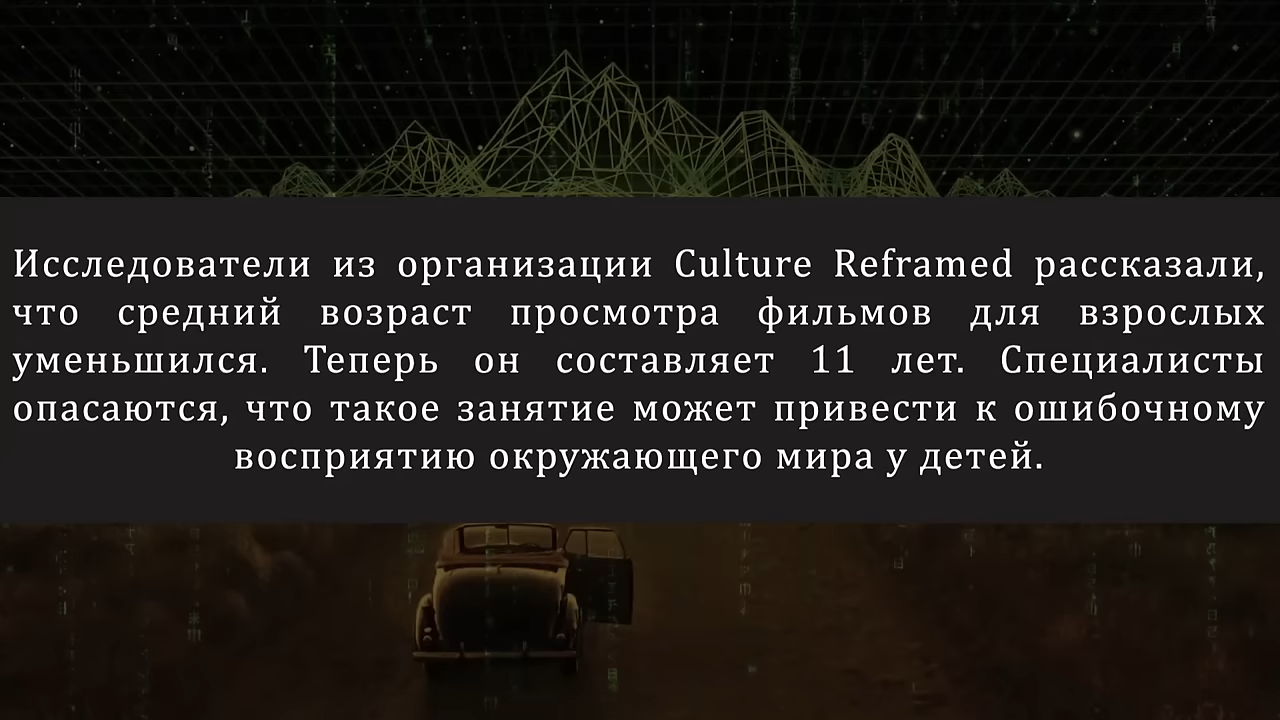 Исследователи из организации Culture Reframed рассказали,
что средний возраст просмотра фильмов для взрослых
уменьшился. Теперь он составляет 11 лет. Специалисты
опасаются, что такое занятие может привести к ошибочному
восприятию окружающего мира у детей.